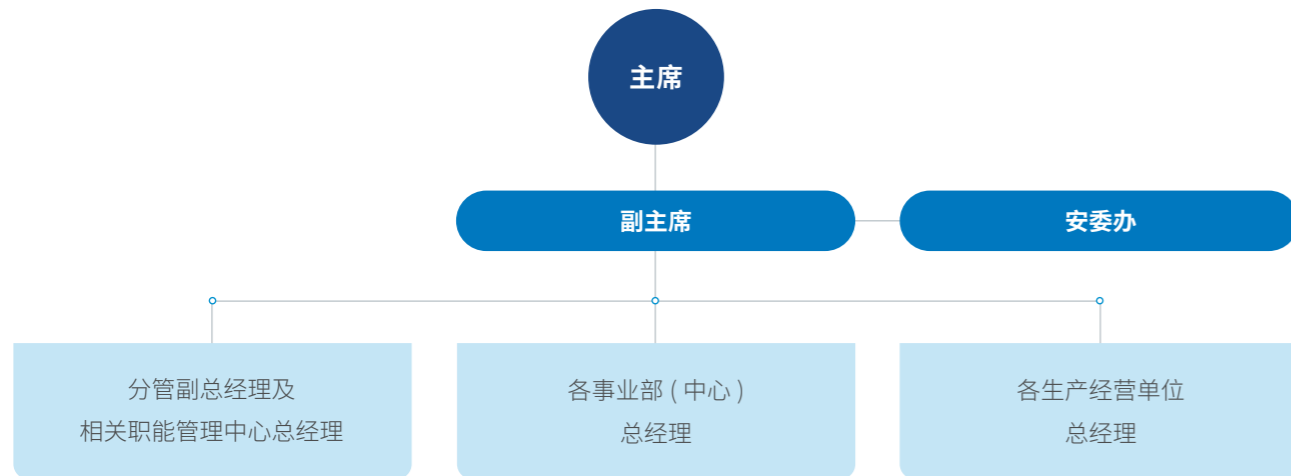 主席
副主席
安委办
分管副总经理及
相关职能管理中心总经理
各事业部 ( 中心 )
总经理
各生产经营单位
总经理